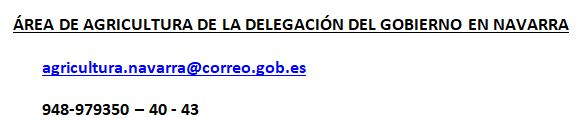 ÁREA DE AGRICULTURA DE LA DELEGACIÓN DEL GOBIERNO EN NAVARRA
agricultura.navarra@correo.gob.es
948-979350 – 40 - 43